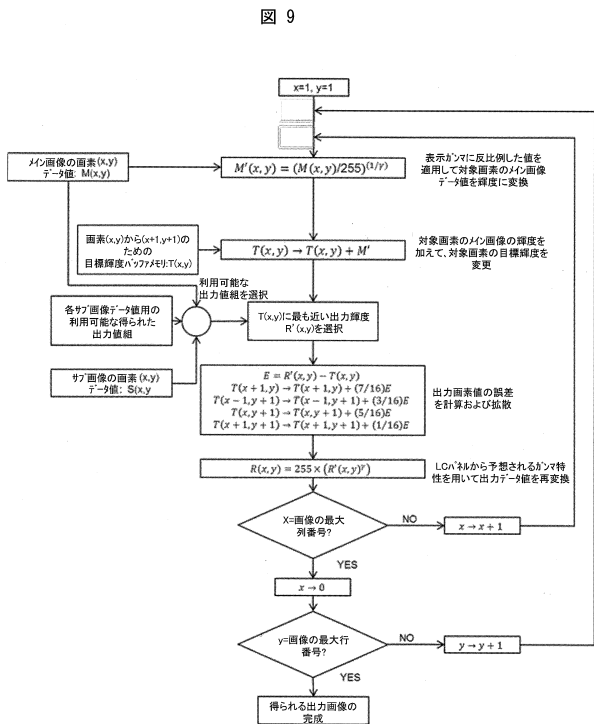 図 9
x=1, y=1
メイン画像の画素(x,y)
データ値: M(x,y)
M′(x, y) = (M(x, y)/255)^(1/γ)
表示ガンマに反比例した値を
適用して対象画素のメイン画像
データ値を輝度に変換
画素(x,y)から(x+1,y+1)の
ための
目標輝度バッファメモリ:T(x,y)
T(x, y) → T(x, y) + M′
対象画素のメイン画像の輝度を
加えて、対象画素の目標輝度を
変更
利用可能な
出力値組を選択
各サブ画像データ値用の
利用可能な得られた
出力値組
T(x,y)に最も近い出力輝度
R'(x,y)を選択
サブ画像の画素(x,y)
データ値: S(x,y
E = R′(x, y) − T(x, y)
T(x + 1, y) → T(x + 1, y) + (7/16)E
T(x − 1, y + 1) → T(x − 1, y + 1) + (3/16)E
T(x, y + 1) → T(x, y + 1) + (5/16)E
T(x + 1, y + 1) → T(x + 1, y + 1) + (1/16)E
出力画素値の誤差
を計算および拡散
R(x, y) = 255 × (R′(x, y)^γ)
LCパネルから予想されるガンマ特
性を用いて出力データ値を再変換
X=画像の最大
列番号?
NO
x → x + 1
YES
x → 0
y=画像の最大行
番号?
NO
y → y + 1
YES
得られる出力画像の
完成